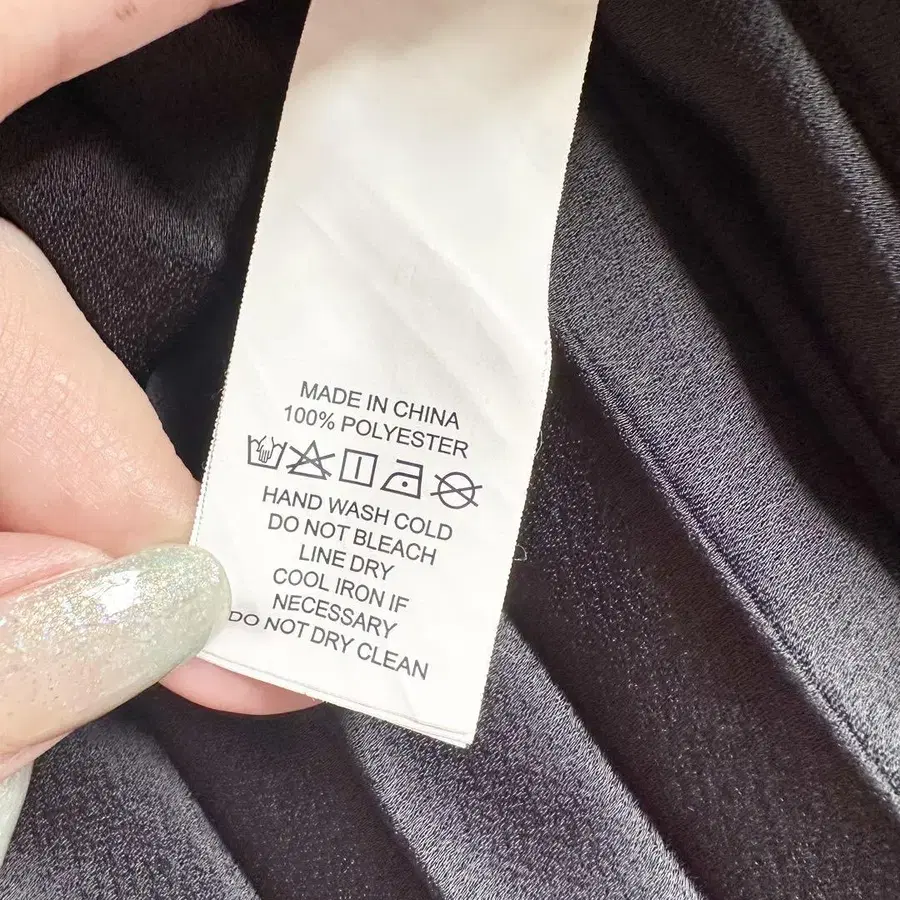 MADE IN CHINA
100% POLYESTER
HAND WASH COLD
DO NOT BLEACH
LINE DRY
COOL IRON IF
NECESSARY
DO NOT DRY CLEAN